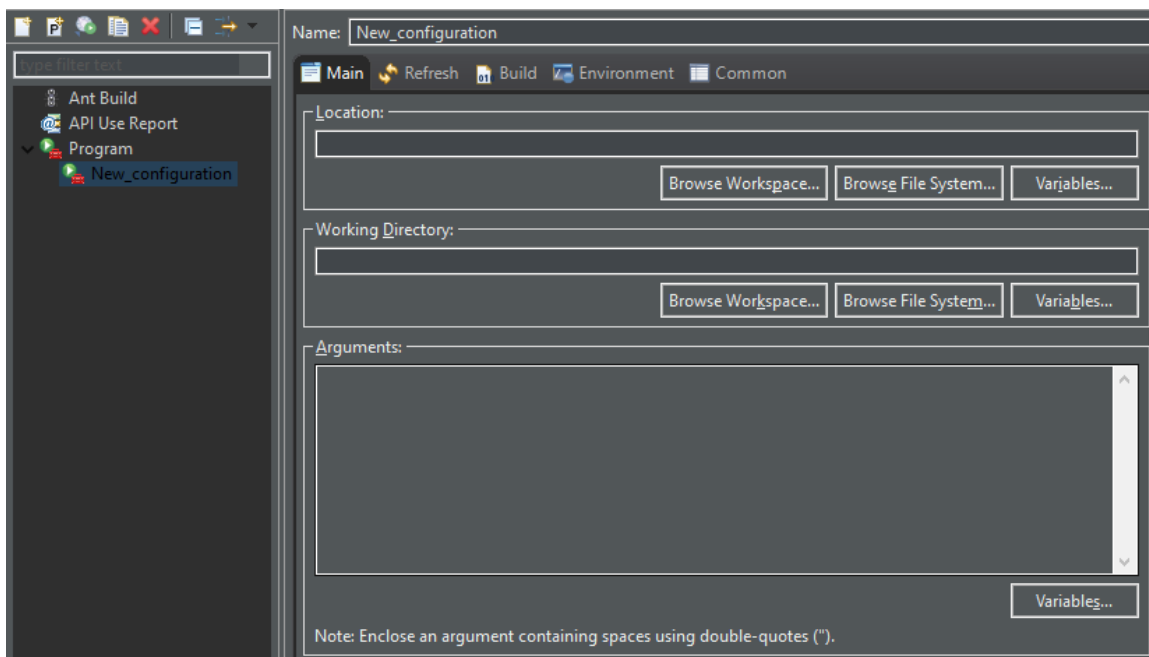 Name: New_configuration
type filter text
Main Refresh Build Environment Common
Ant Build
API Use Report
Program
New_configuration
Location:
Browse Workspace... Browse File System... Variables...
Working Directory:
Browse Workspace... Browse File System... Variables...
Arguments:
Variables...
Note: Enclose an argument containing spaces using double-quotes (").